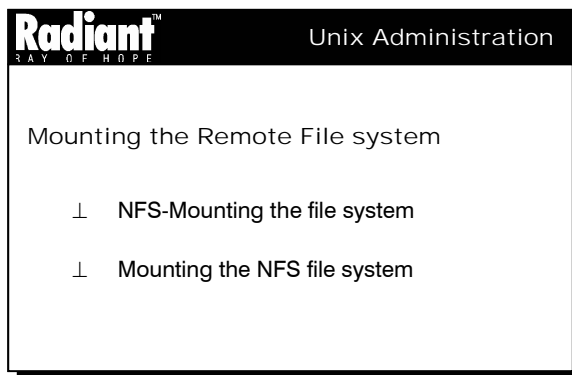 Radiant™
RAY OF HOPE
Unix Administration
Mounting the Remote File system
⊥ NFS-Mounting the file system
⊥ Mounting the NFS file system